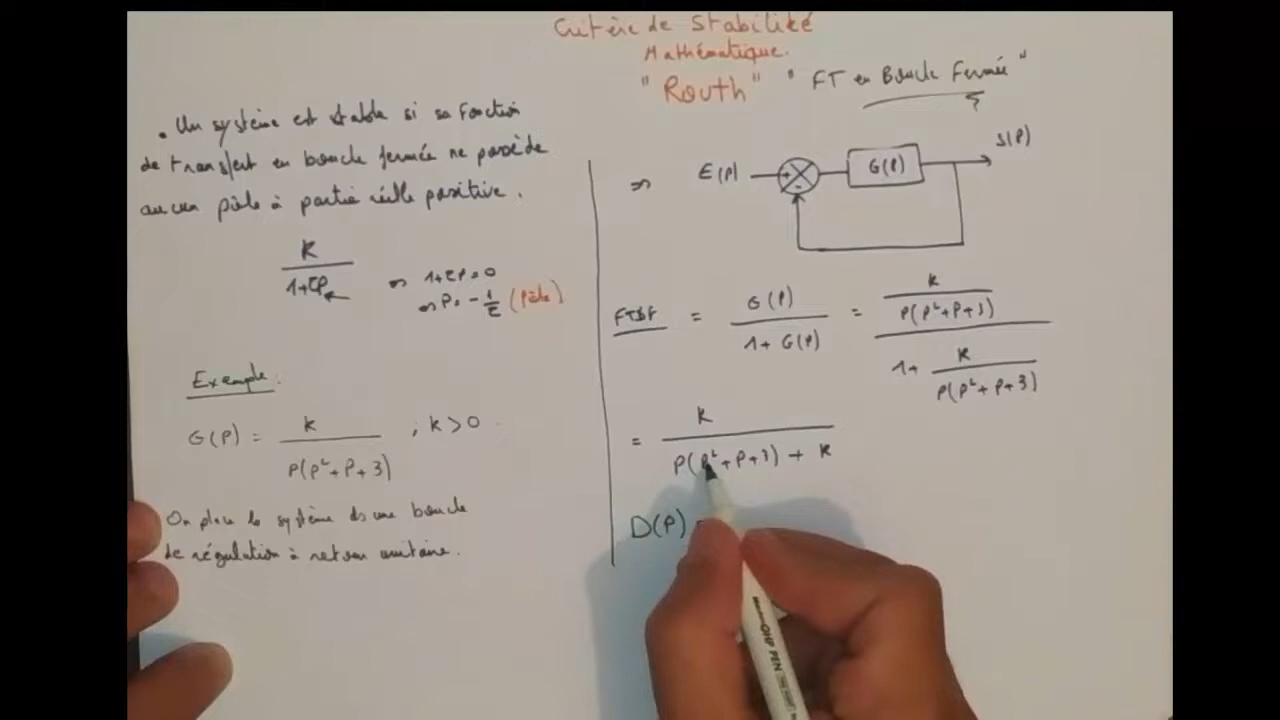 Critère de Stabilité
Mathématique.
"Routh" "FT en Boucle Fermée"
. Un système est stable si sa fonction
de transfert en boucle fermée ne possède
aucun pôle à partie réelle positive.
K
1+τP
⇒ 1+τP=0
⇒ P=-1/τ (Pôle)
Exemple:
G(P) = K / P(P²+P+3) ; K>0
On place le système ds une boucle
de régulation à retour unitaire.
⇒ E(P) + - G(P) S(P)
FTBF = G(P) / 1+G(P) = K / P(P²+P+3) / 1+ K / P(P²+P+3)
= K / P(P²+P+3) + K
D(P) =
OHP PEN